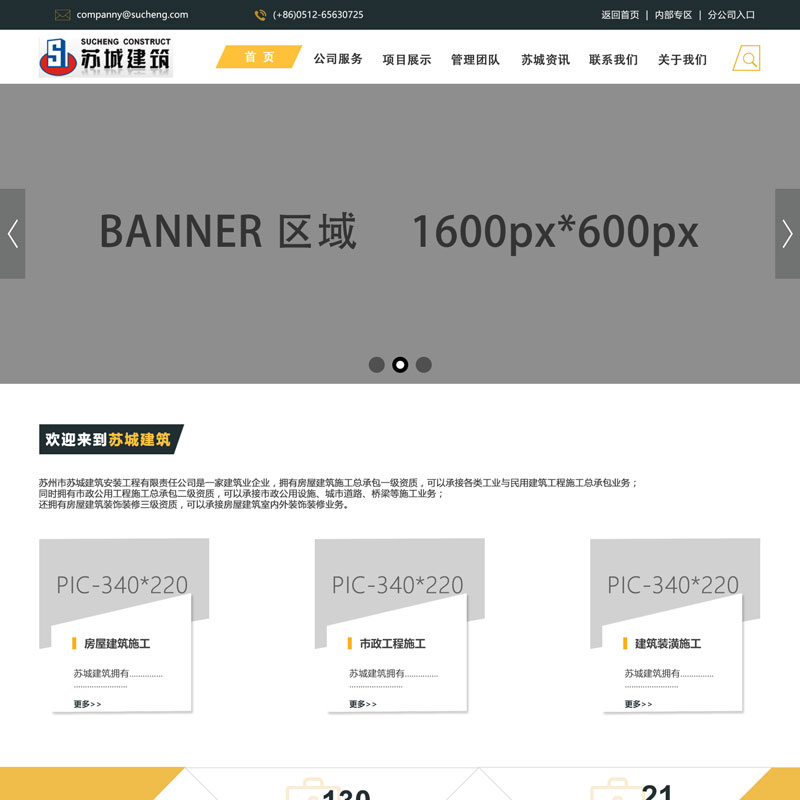 companny@sucheng.com (+86)0512-65630725 返回首页 | 内部专区 | 分公司入口
SUCHENG CONSTRUCT
苏城建筑
首 页 公司服务 项目展示 管理团队 苏城资讯 联系我们 关于我们
BANNER 区域 1600px*600px
欢迎来到苏城建筑
苏州市苏城建筑安装工程有限责任公司是一家建筑业企业，拥有房屋建筑施工总承包一级资质，可以承接各类工业与民用建筑工程施工总承包业务；
同时拥有市政公用工程施工总承包二级资质，可以承接市政公用设施、城市道路、桥梁等施工业务；
还拥有房屋建筑装饰装修三级资质，可以承接房屋建筑室内外装饰装修业务。
PIC-340*220 PIC-340*220 PIC-340*220
房屋建筑施工 市政工程施工 建筑装潢施工
苏城建筑拥有.............. 苏城建筑拥有.............. 苏城建筑拥有..............
....................... ....................... .......................
更多>> 更多>> 更多>>
130 21